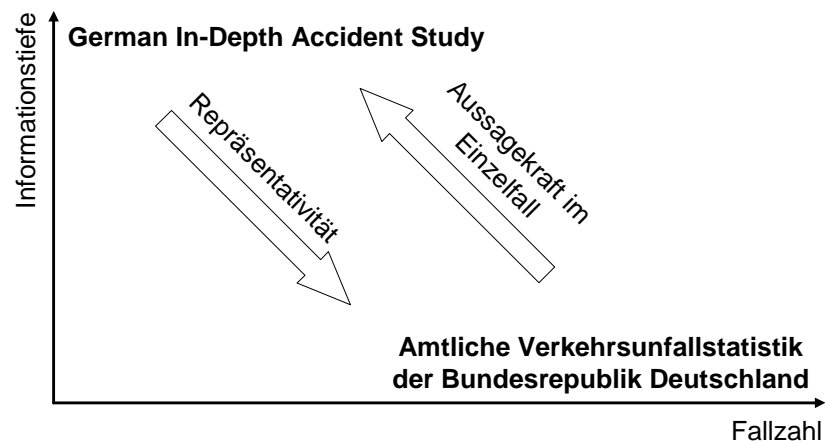 Informationstiefe
German In-Depth Accident Study
Repräsentativität
Aussagekraft im
Einzelfall
Amtliche Verkehrsunfallstatistik
der Bundesrepublik Deutschland
Fallzahl